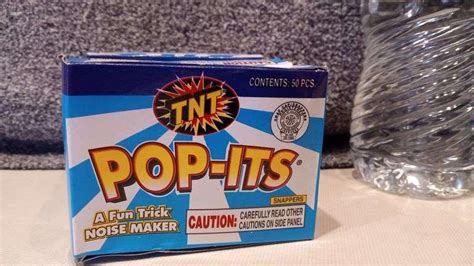 TNT
CONTENTS: 50 PCS
POP-ITS®
SNAPPERS
A Fun Trick
NOISE MAKER
CAUTION: CAREFULLY READ OTHER
CAUTIONS ON SIDE PANEL.